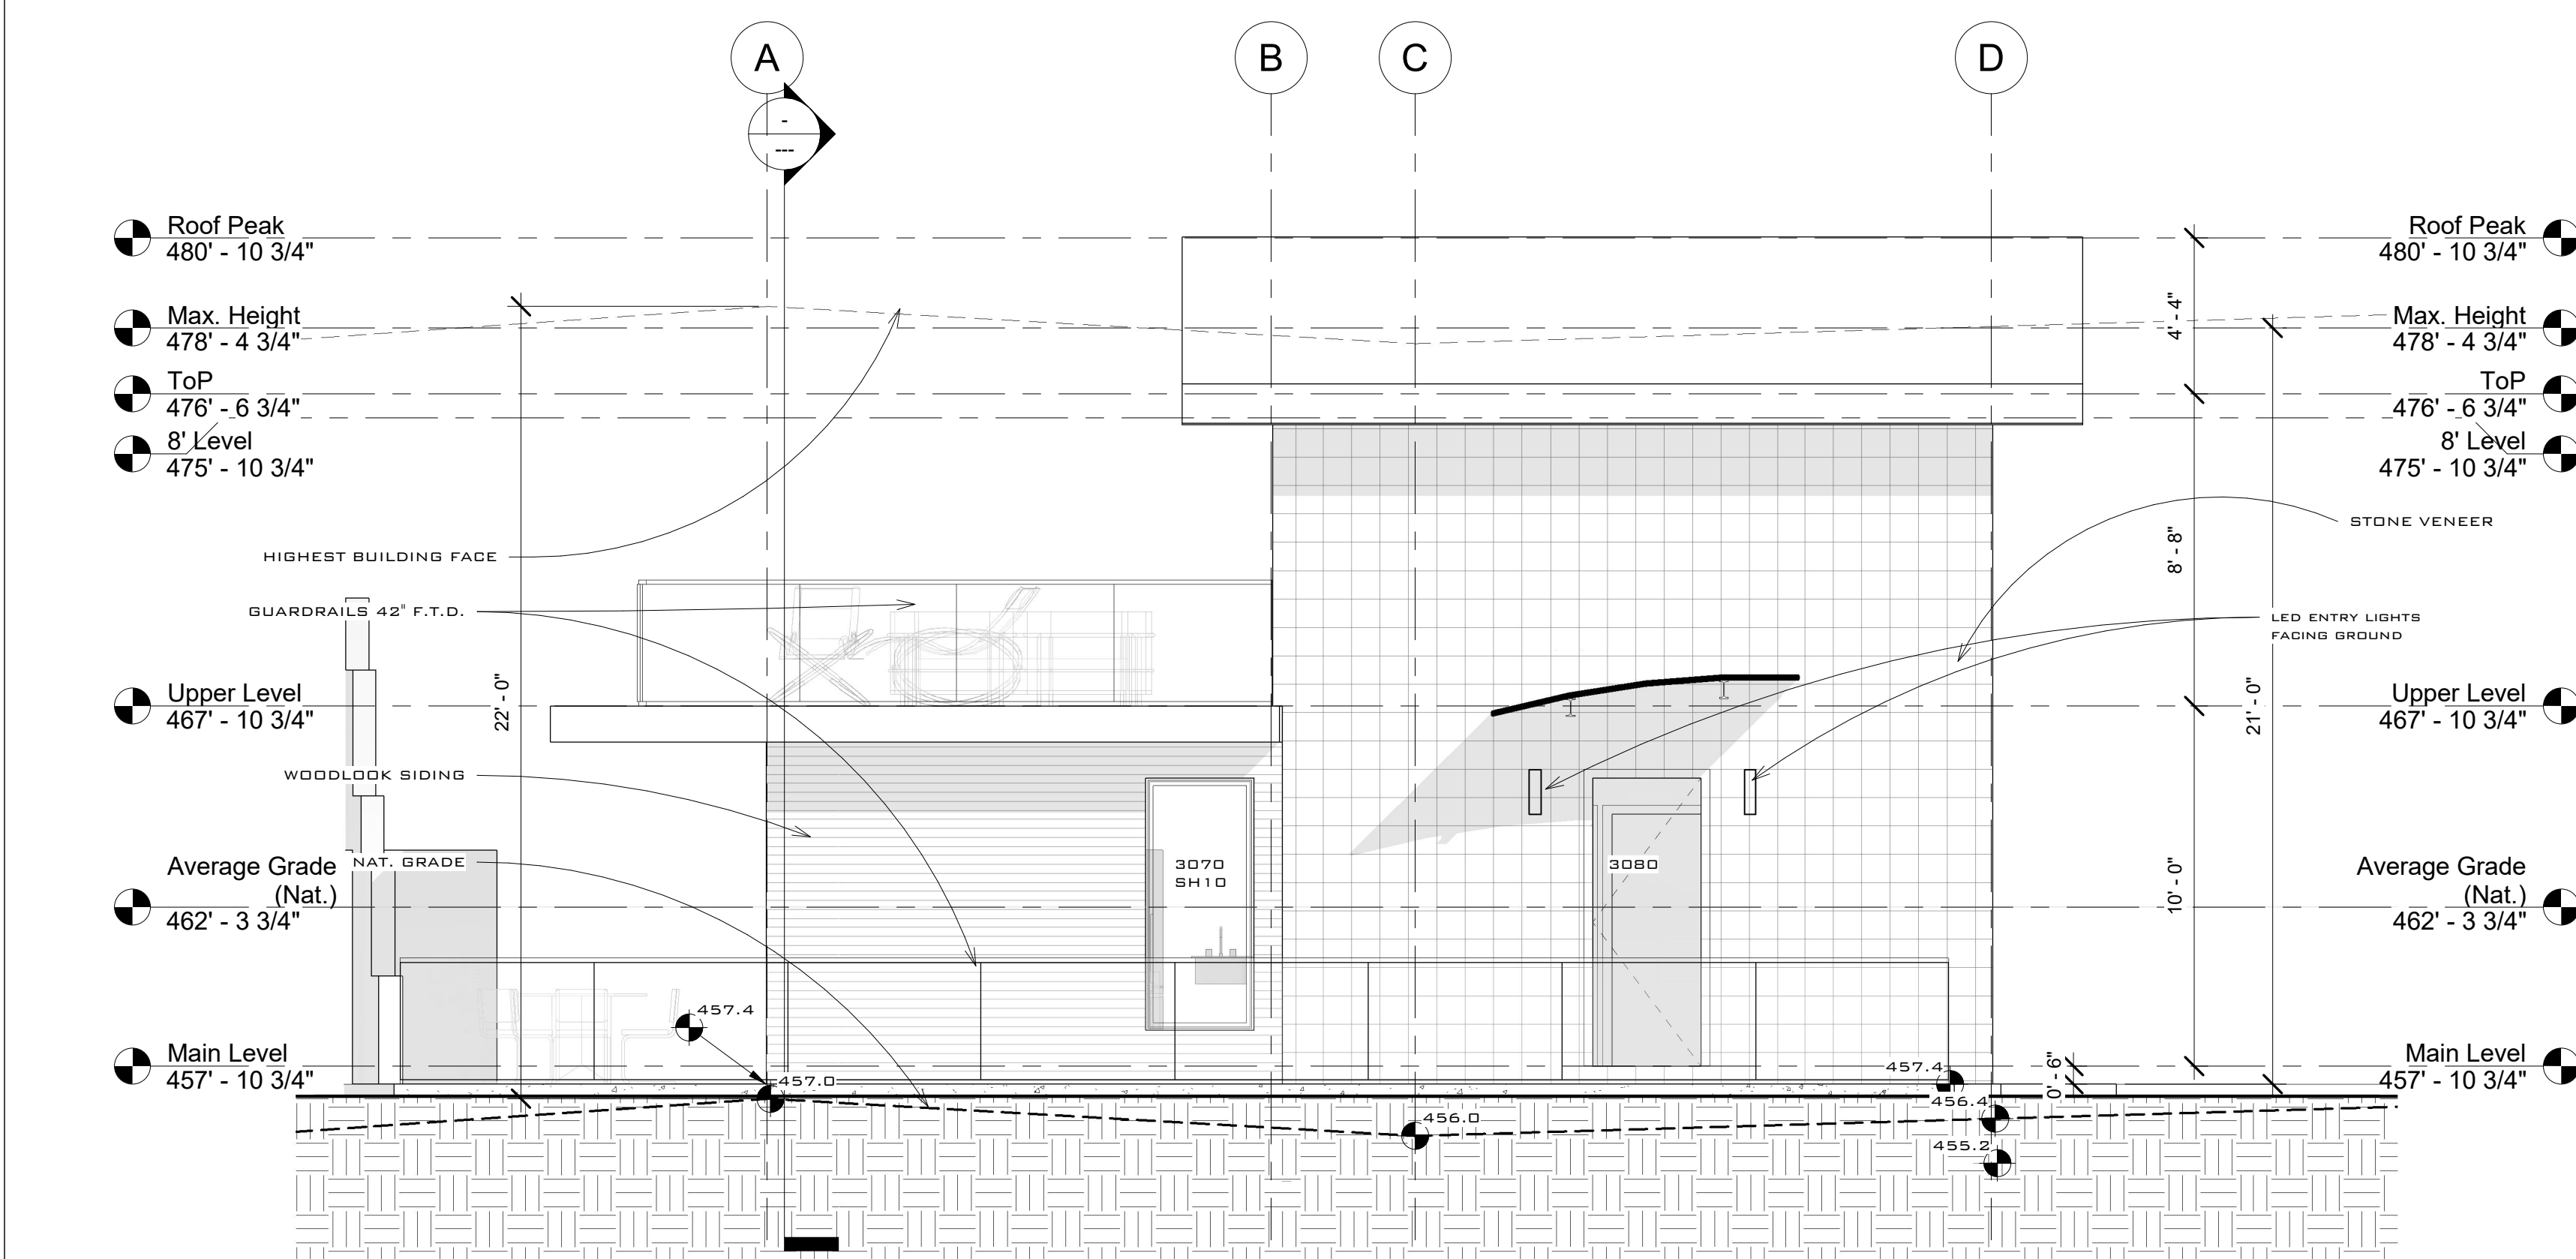 A
B
C
D
-
---
Roof Peak
480' - 10 3/4"
Roof Peak
480' - 10 3/4"
4' - 4"
Max. Height
478' - 4 3/4"
Max. Height
478' - 4 3/4"
ToP
476' - 6 3/4"
ToP
476' - 6 3/4"
8' Level
475' - 10 3/4"
8' Level
475' - 10 3/4"
STONE VENEER
8' - 8"
HIGHEST BUILDING FACE
GUARDRAILS 42" F.T.D.
LED ENTRY LIGHTS
FACING GROUND
Upper Level
467' - 10 3/4"
22' - 0"
21' - 0"
Upper Level
467' - 10 3/4"
WOODLOOK SIDING
NAT. GRADE
3070
SH10
3080
Average Grade
(Nat.)
462' - 3 3/4"
10' - 0"
Average Grade
(Nat.)
462' - 3 3/4"
457.4
Main Level
457' - 10 3/4"
457.0
457.4
0' - 6"
Main Level
457' - 10 3/4"
456.0
456.4
455.2